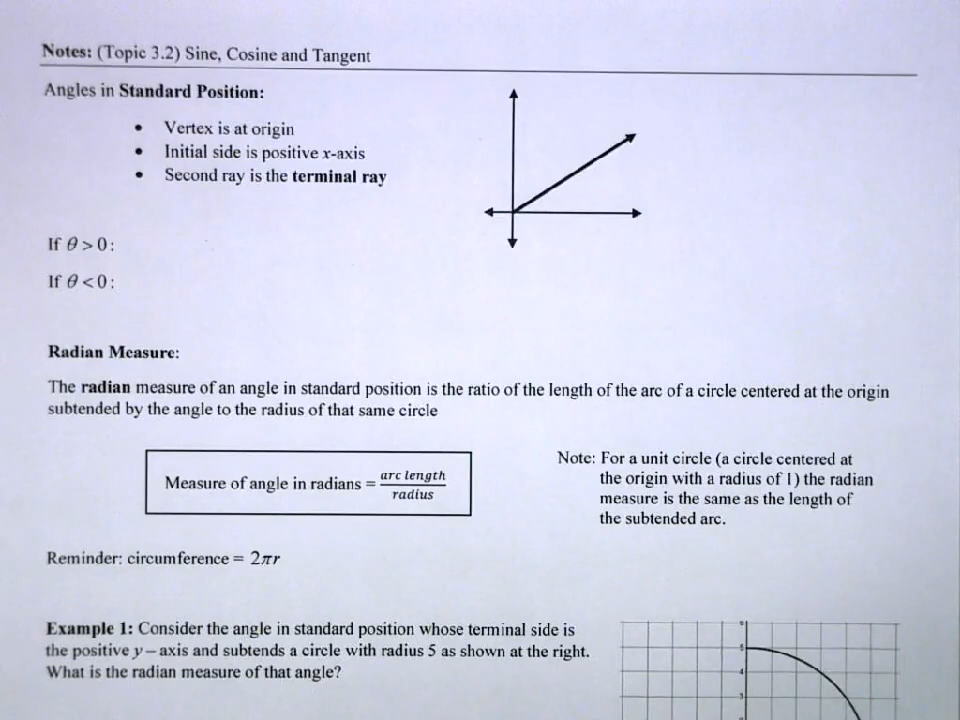 Notes: (Topic 3.2) Sine, Cosine and Tangent
Angles in Standard Position:
• Vertex is at origin
• Initial side is positive x-axis
• Second ray is the terminal ray
If θ > 0:
If θ < 0:
Radian Measure:
The radian measure of an angle in standard position is the ratio of the length of the arc of a circle centered at the origin
subtended by the angle to the radius of that same circle
Measure of angle in radians = arc length / radius
Note: For a unit circle (a circle centered at
the origin with a radius of 1) the radian
measure is the same as the length of
the subtended arc.
Reminder: circumference = 2πr
Example 1: Consider the angle in standard position whose terminal side is
the positive y – axis and subtends a circle with radius 5 as shown at the right.
What is the radian measure of that angle?
5
4
3